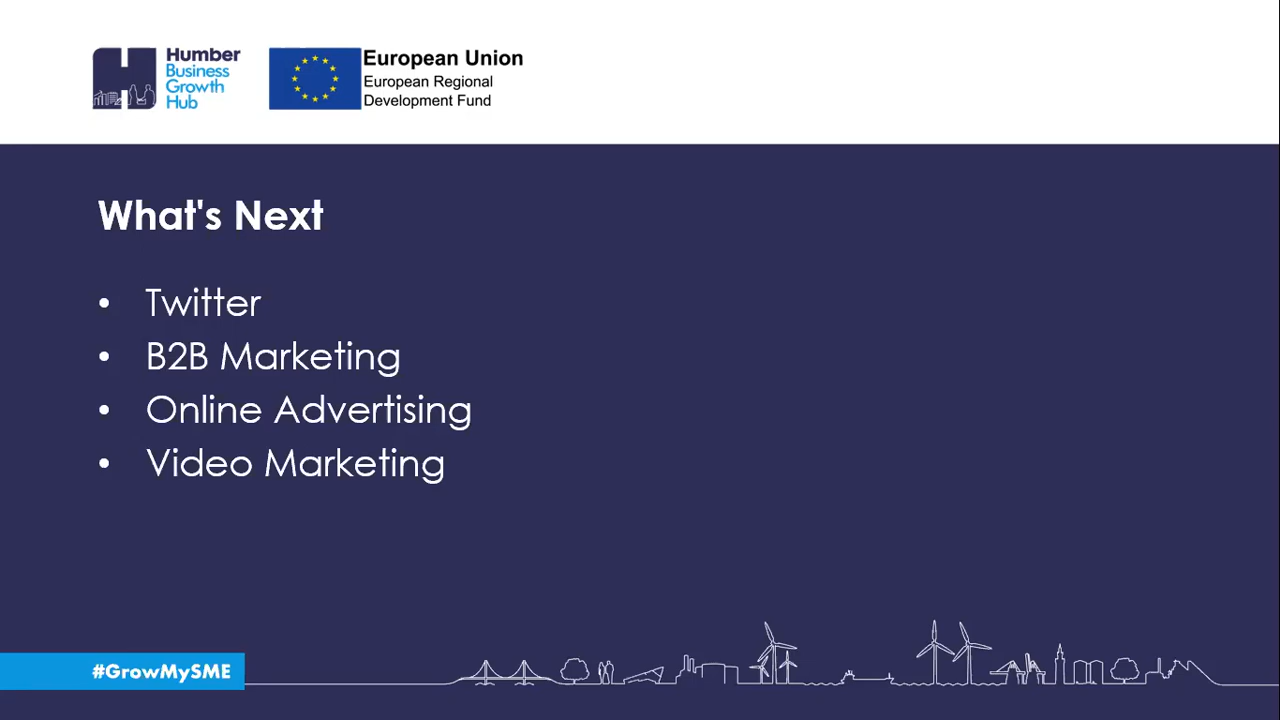 Humber
Business
Growth
Hub
European Union
European Regional
Development Fund
What's Next
• Twitter
• B2B Marketing
• Online Advertising
• Video Marketing
#GrowMySME